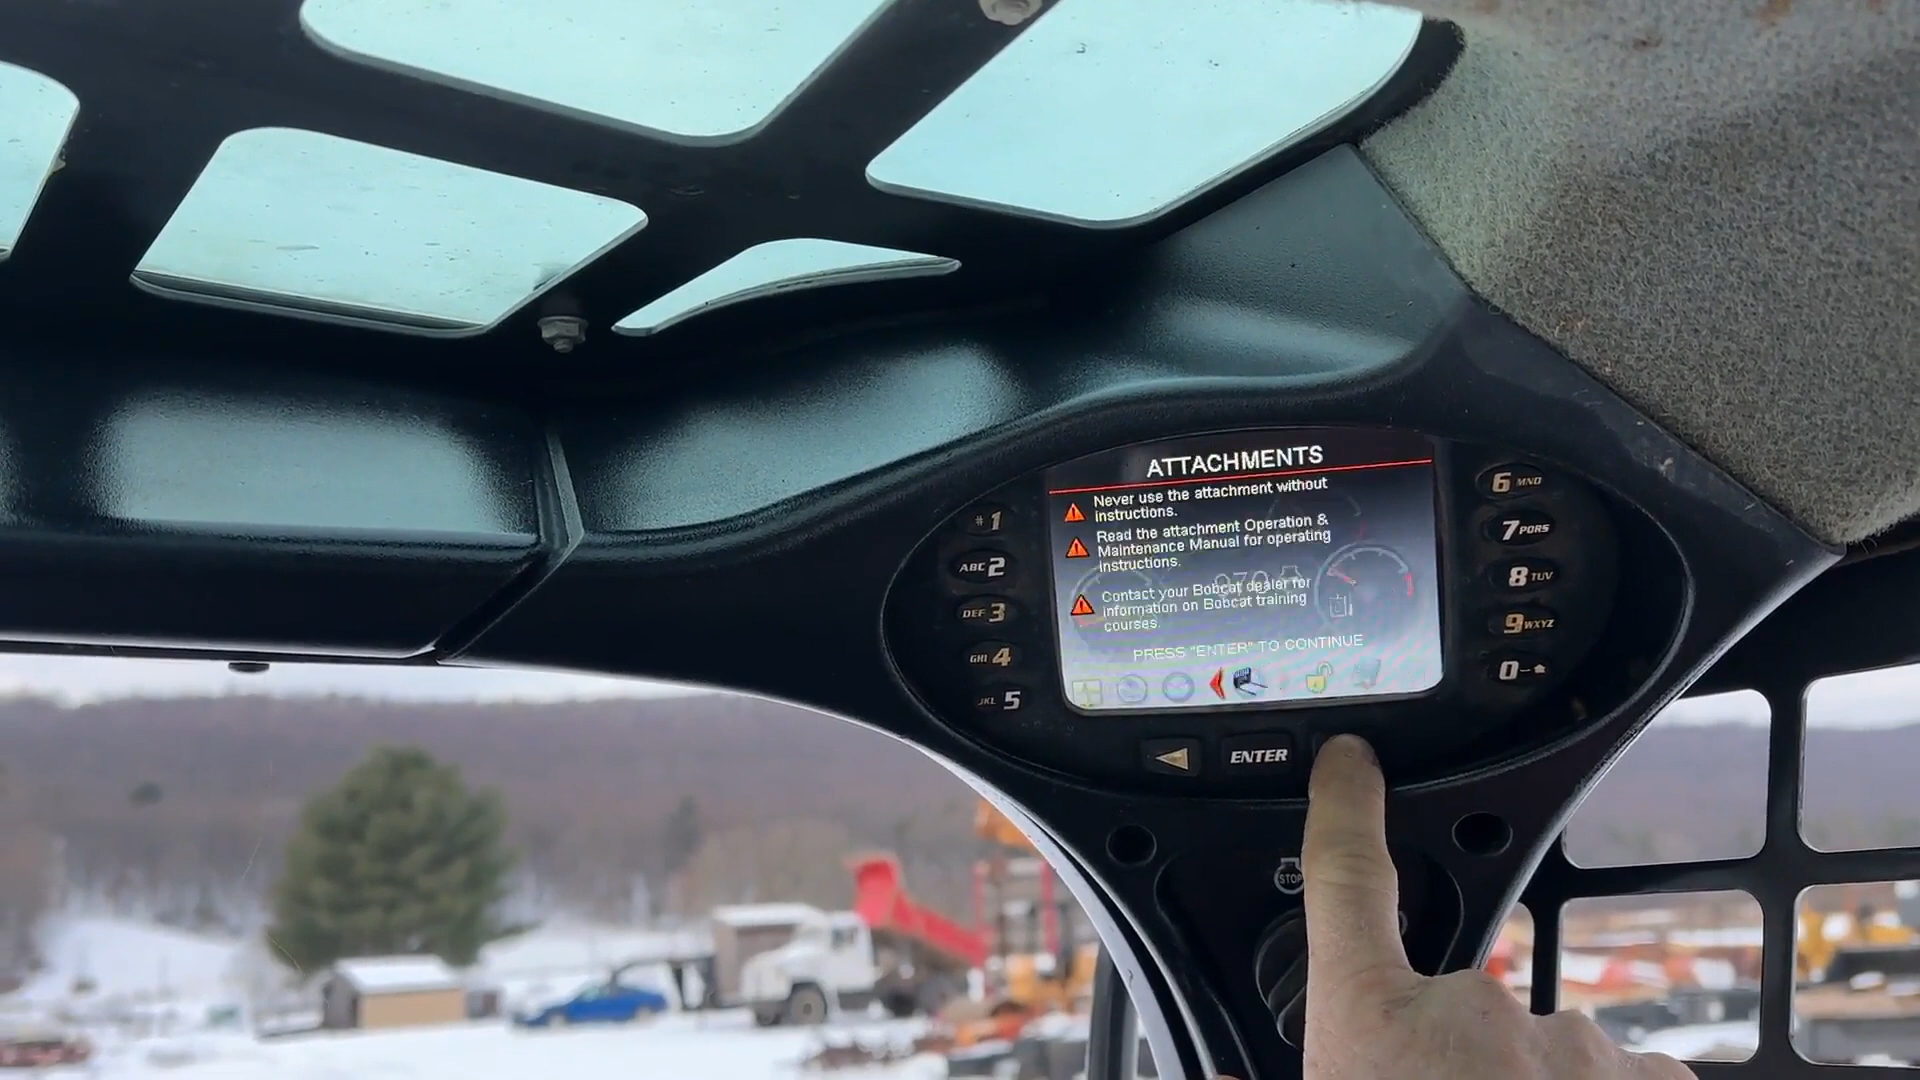 ATTACHMENTS
Never use the attachment without
instructions.
Read the attachment Operation &
Maintenance Manual for operating
instructions.
Contact your Bobcat dealer for
information on Bobcat training
courses.
PRESS "ENTER" TO CONTINUE
# 1
ABC 2
DEF 3
GHI 4
JKL 5
6 MNO
7 PQRS
8 TUV
9 WXYZ
0
ENTER
STOP